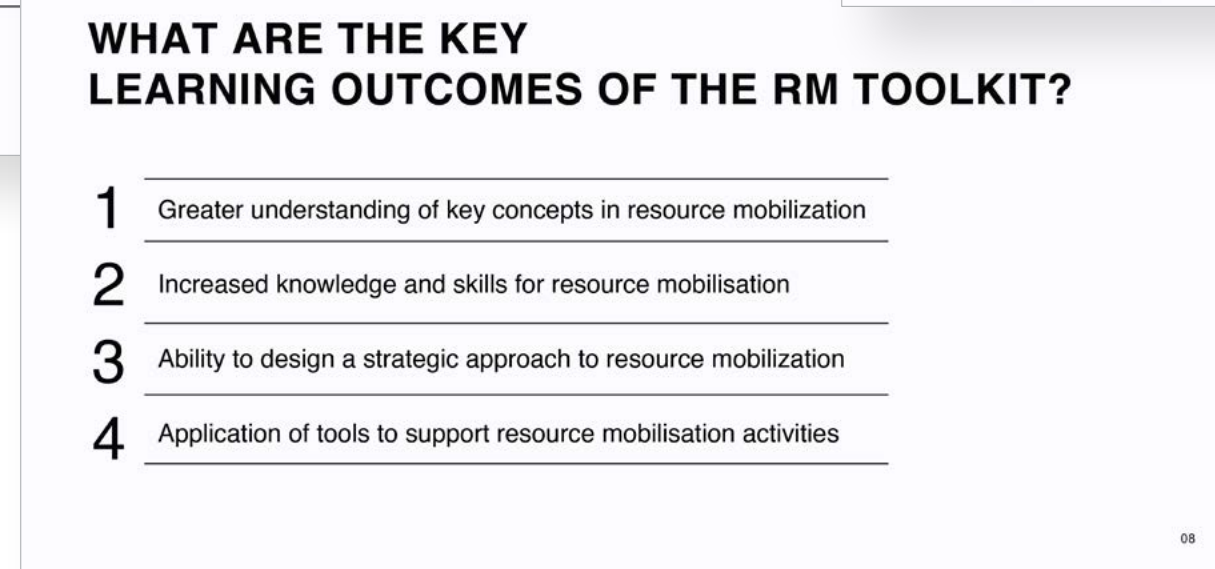 WHAT ARE THE KEY
LEARNING OUTCOMES OF THE RM TOOLKIT?
1 Greater understanding of key concepts in resource mobilization
2 Increased knowledge and skills for resource mobilisation
3 Ability to design a strategic approach to resource mobilization
4 Application of tools to support resource mobilisation activities
08